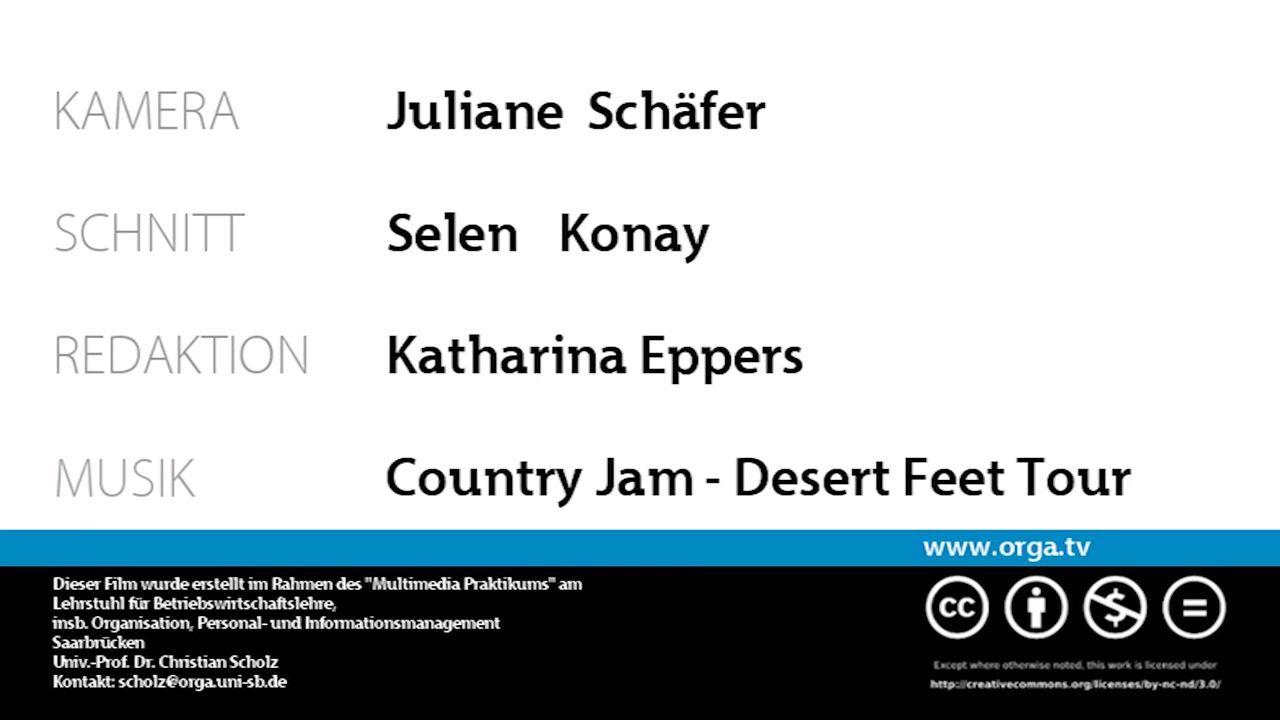 KAMERA Juliane Schäfer
SCHNITT Selen Konay
REDAKTION Katharina Eppers
MUSIK Country Jam - Desert Feet Tour
www.orga.tv
Dieser Film wurde erstellt im Rahmen des "Multimedia Praktikums" am
Lehrstuhl für Betriebswirtschaftslehre,
insb. Organisation, Personal- und Informationsmanagement
Saarbrücken
Univ.-Prof. Dr. Christian Scholz
Kontakt: scholz@orga.uni-sb.de
cc
Except where otherwise noted, this work is licensed under
http://creativecommons.org/licenses/by-nc-nd/3.0/